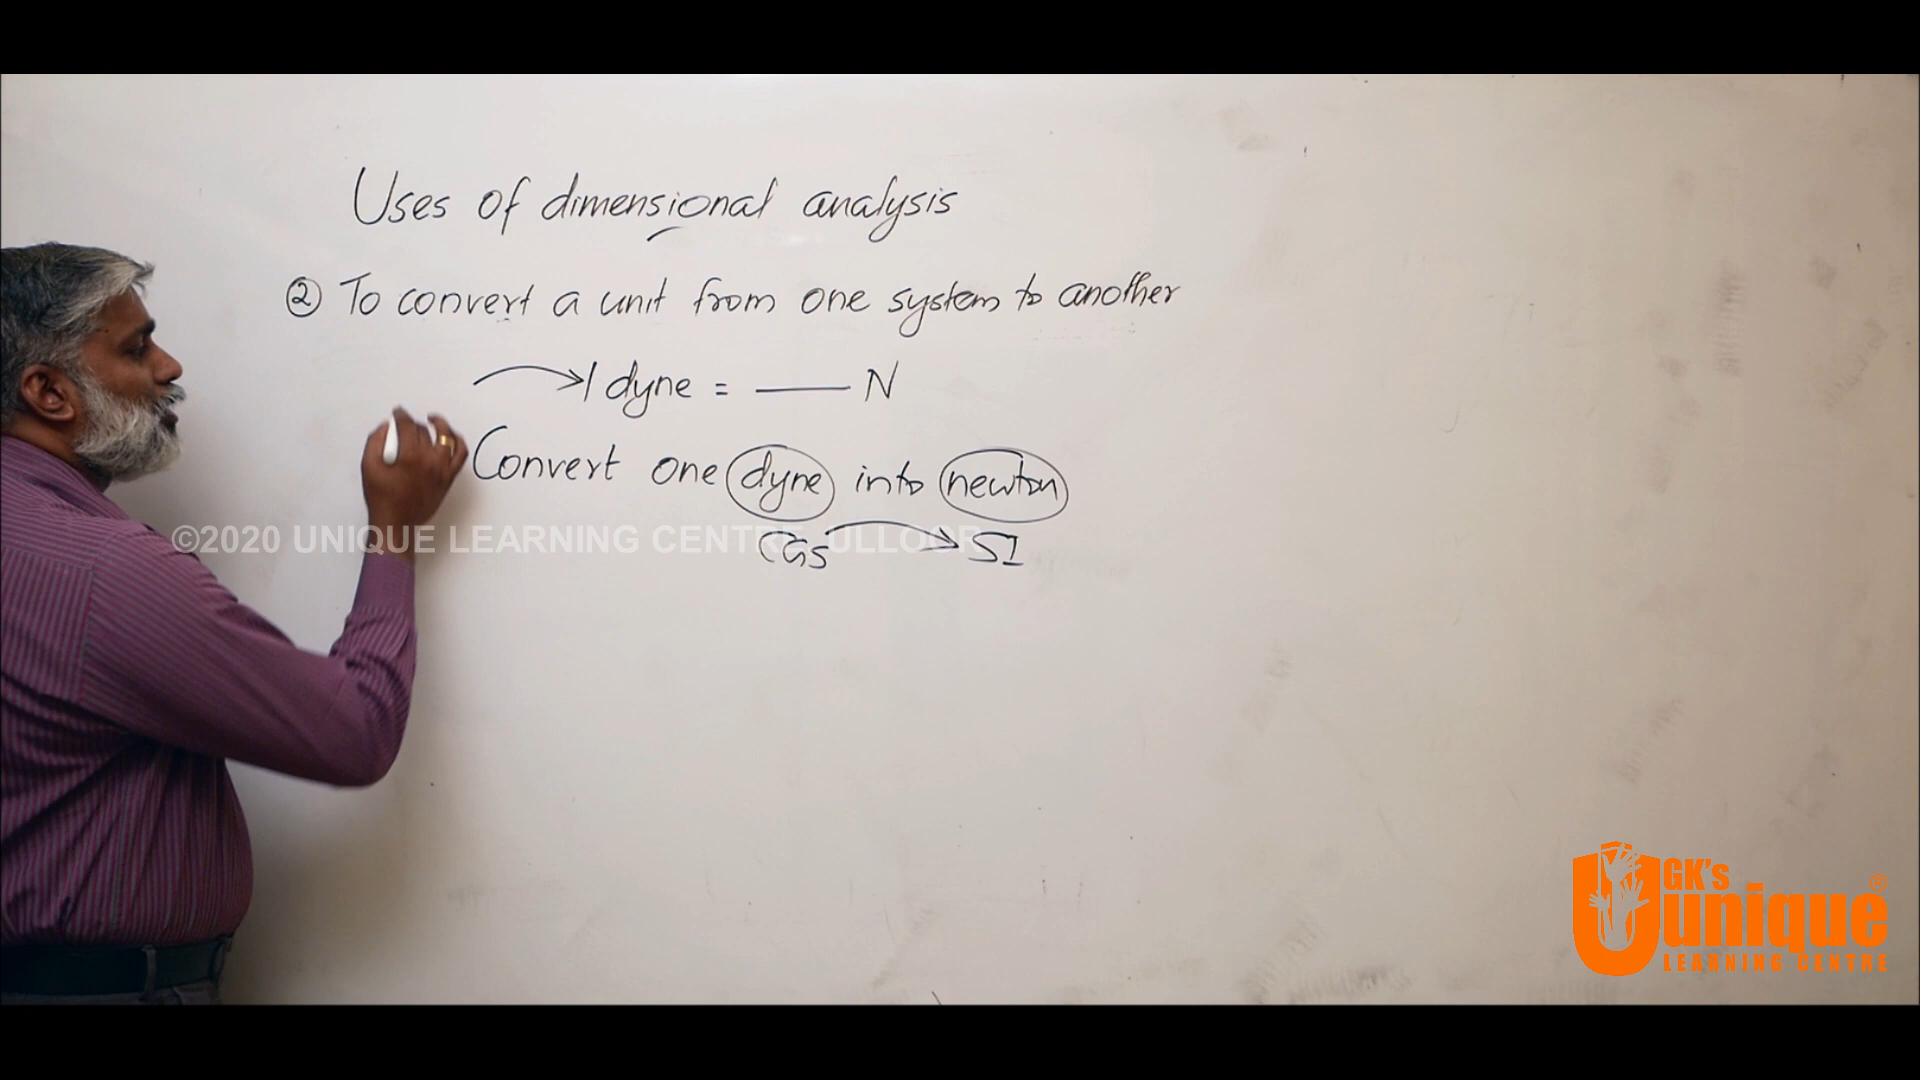 Uses of dimensional analysis
② To convert a unit from one system to another
1 dyne = —— N
Convert one dyne into newton
©2020 UNIQUE LEARNING CENTRE, ULLOOR
CGS → SI
GK'S
unique®
LEARNING CENTRE